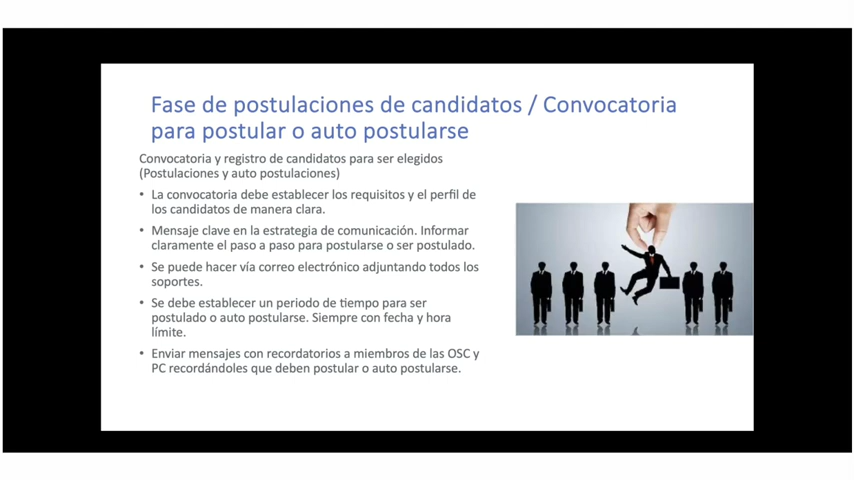 Fase de postulaciones de candidatos / Convocatoria
para postular o auto postularse
Convocatoria y registro de candidatos para ser elegidos
(Postulaciones y auto postulaciones)
• La convocatoria debe establecer los requisitos y el perfil de
los candidatos de manera clara.
• Mensaje clave en la estrategia de comunicación. Informar
claramente el paso a paso para postularse o ser postulado.
• Se puede hacer vía correo electrónico adjuntando todos los
soportes.
• Se debe establecer un periodo de tiempo para ser
postulado o auto postularse. Siempre con fecha y hora
límite.
• Enviar mensajes con recordatorios a miembros de las OSC y
PC recordándoles que deben postular o auto postularse.